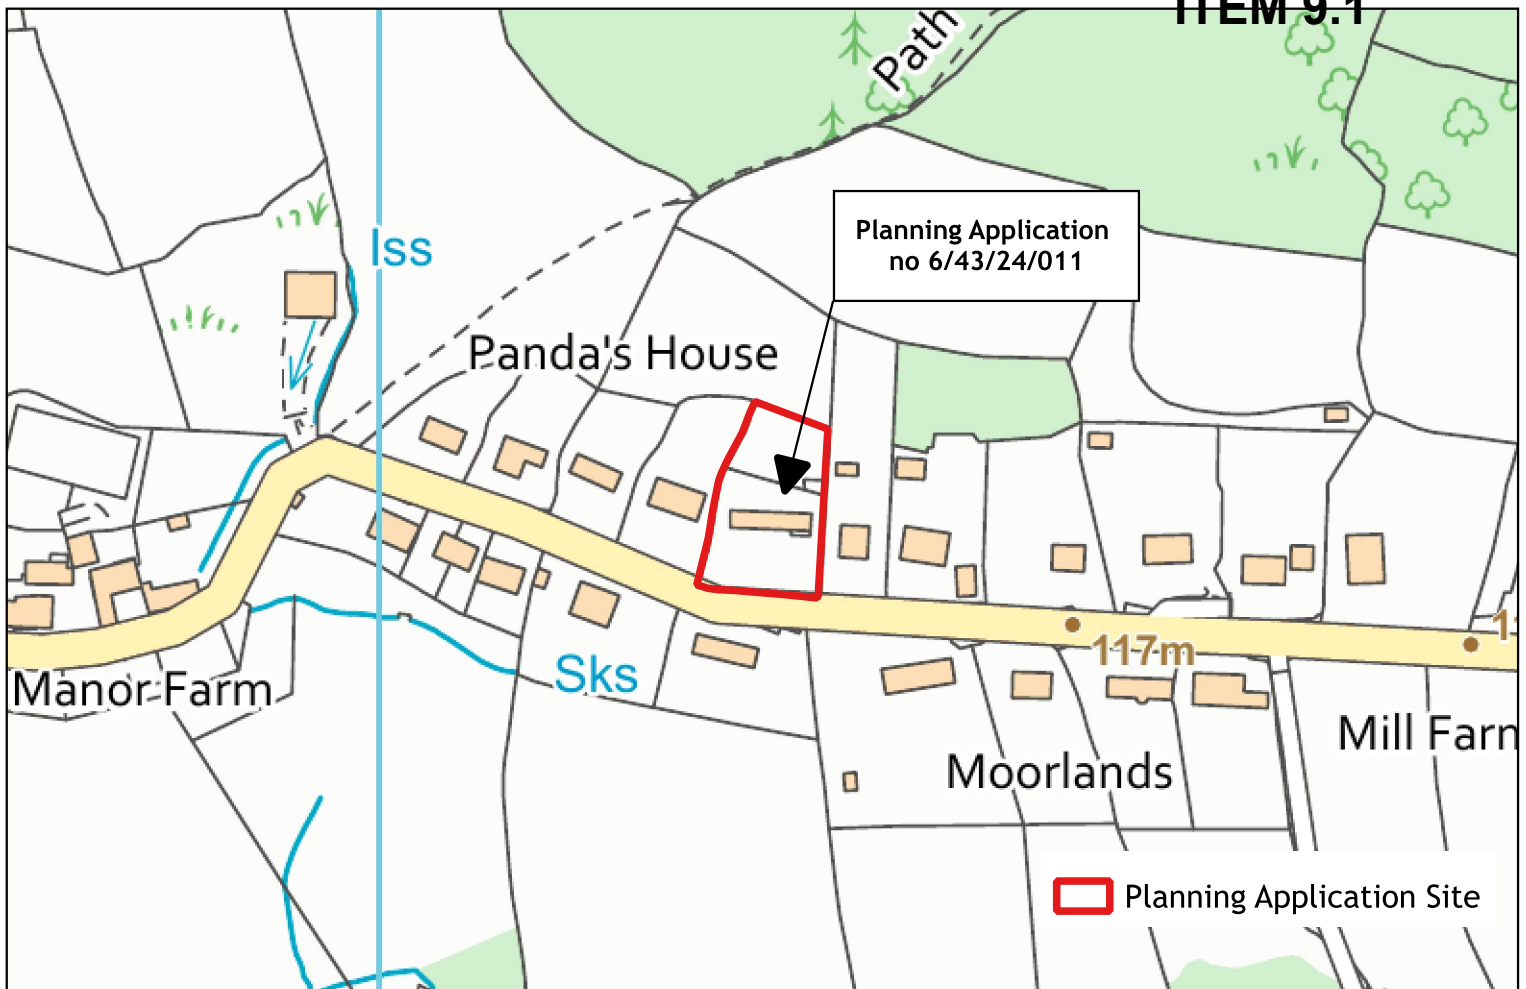 ITEM 9.1
Path
Planning Application
no 6/43/24/011
Iss
Panda's House
117m
Sks
Manor Farm
Mill Farm
Moorlands
Planning Application Site